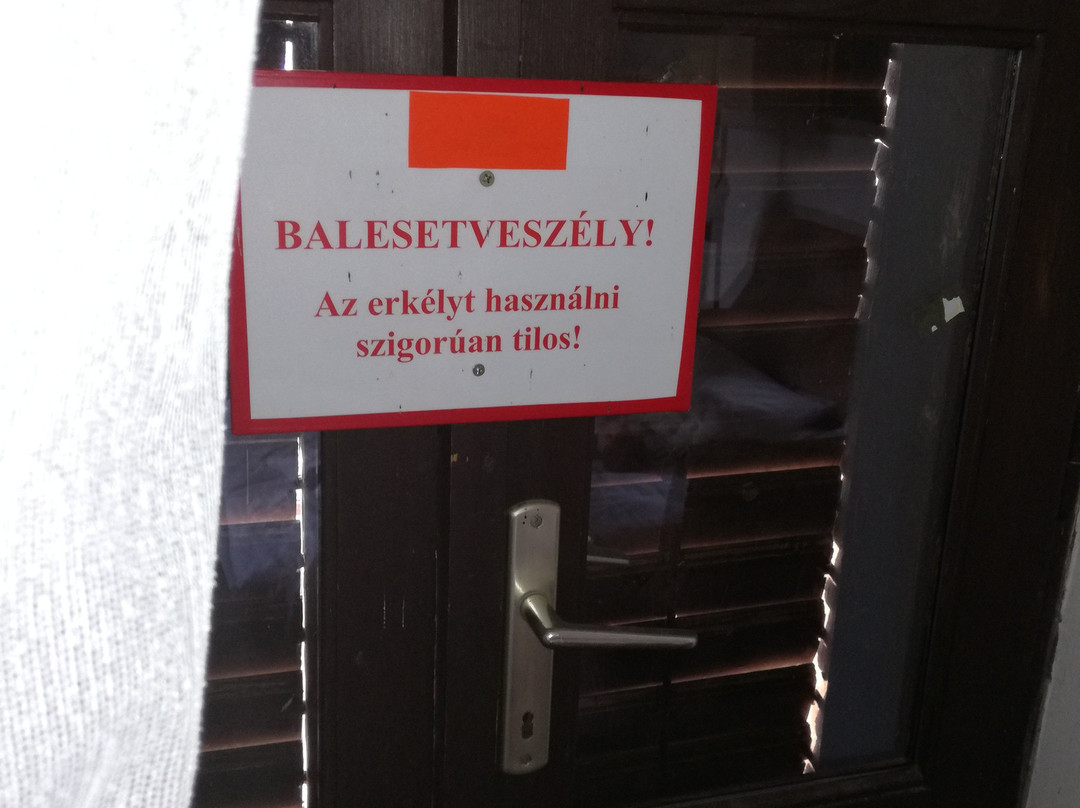 BALESETVESZÉLY!
Az erkélyt használni
szigorúan tilos!